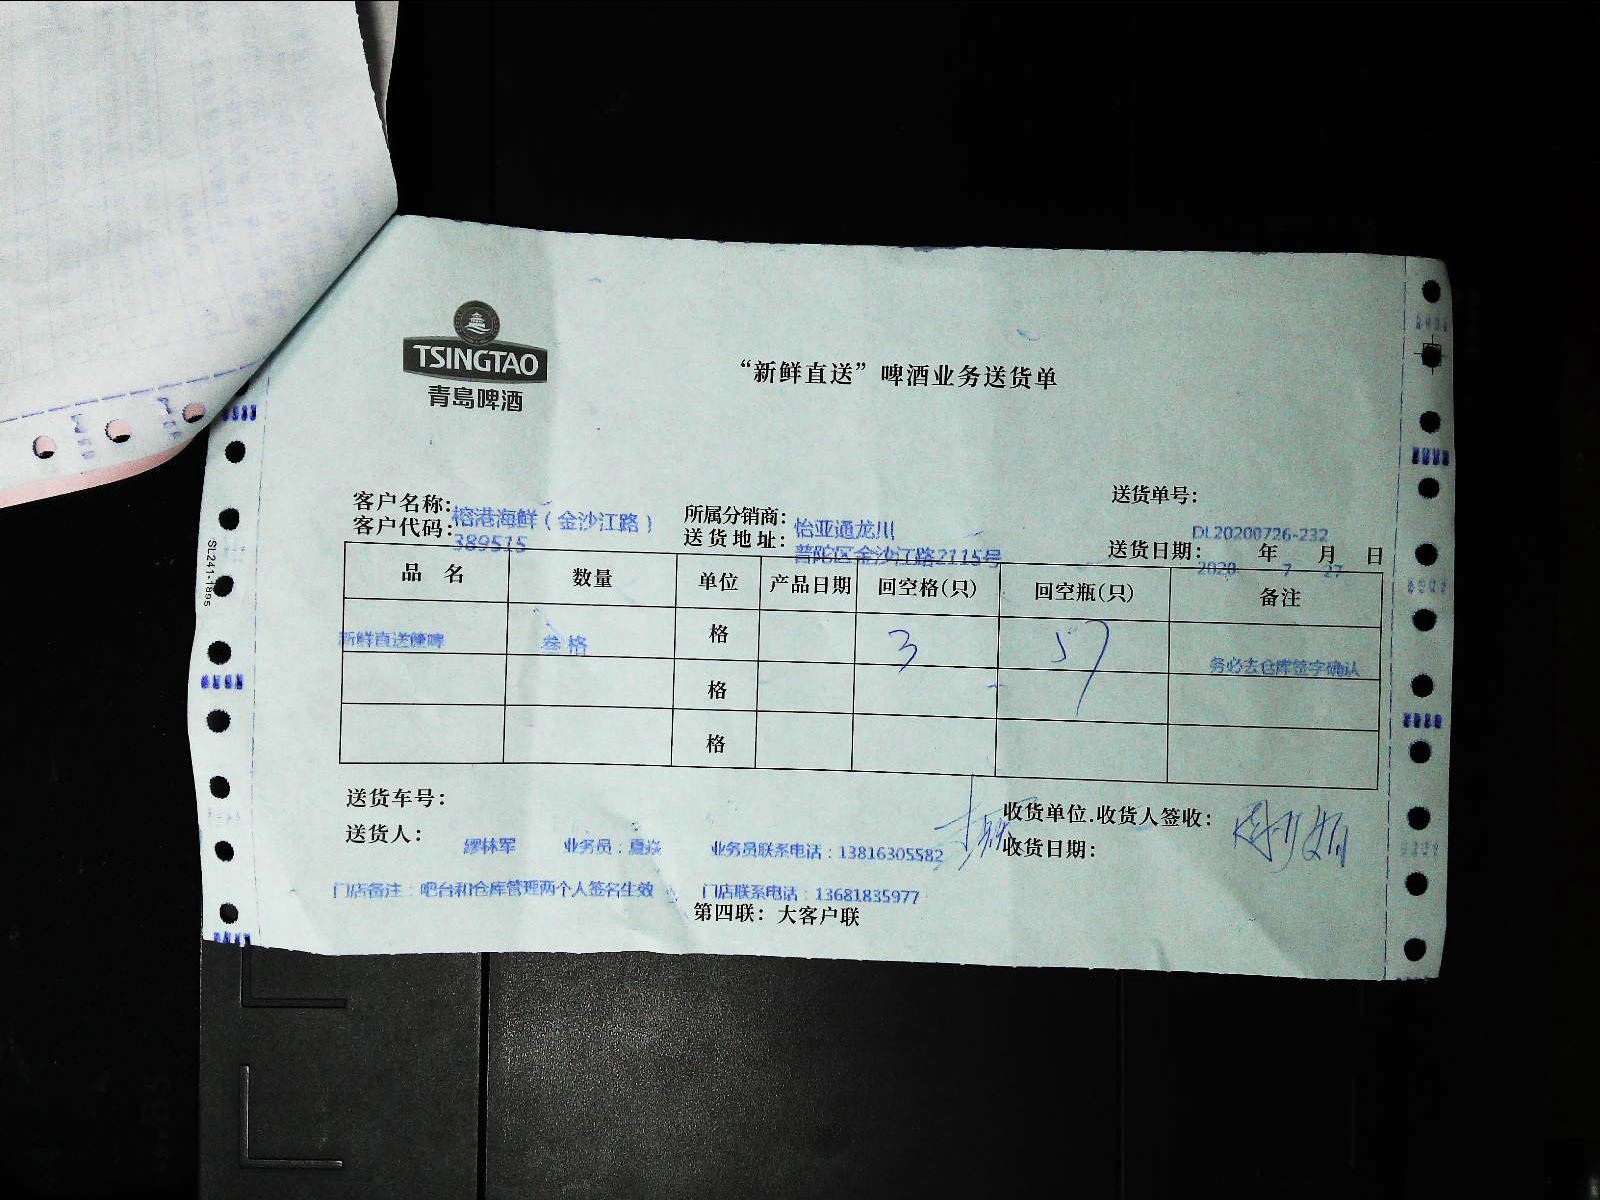 TSINGTAO
青岛啤酒
“新鲜直送”啤酒业务送货单
客户名称: 榕港海鲜（金沙江路） 所属分销商: 怡亚通龙川 送货单号: DL20200726-232
客户代码: 389515 送货地址: 普陀区金沙江路2115号 送货日期: 2020 年 7 月 27 日
品 名 数量 单位 产品日期 回空格(只) 回空瓶(只) 备注
新鲜直送 叁格 格 3 57 务必去仓库签字确认
格
格
送货车号:
送货人: 缪林军 业务员：夏焱 业务员联系电话：13816305582
收货单位.收货人签收:
收货日期:
门店备注：吧台和仓库管理两个人签名生效 门店联系电话：13681835977
第四联: 大客户联
SL241-1895